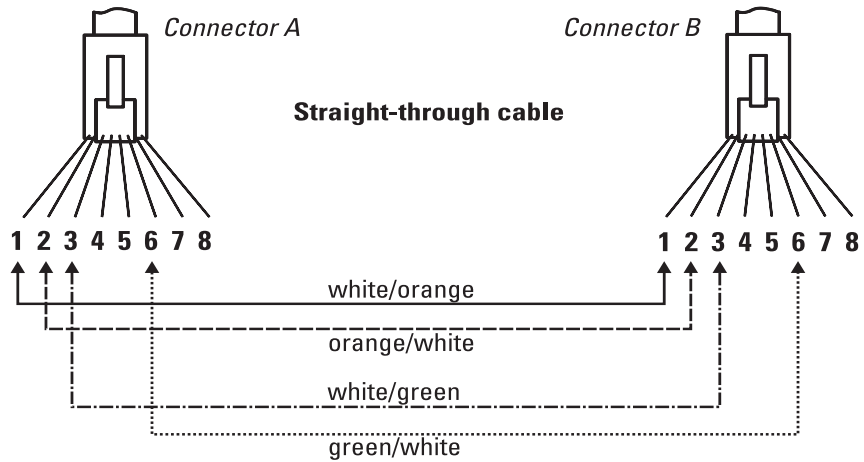 Connector A
Connector B
Straight-through cable
1 2 3 4 5 6 7 8
1 2 3 4 5 6 7 8
white/orange
orange/white
white/green
green/white